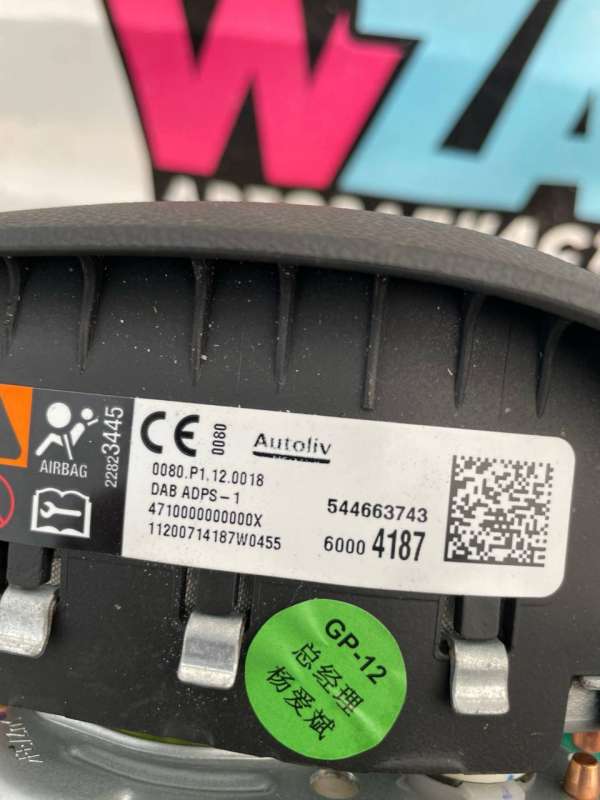 WZA
AIRBAG
22823445
CE
0080
Autoliv
0080.P1.12.0018
DAB ADPS-1
4710000000000X
11200714187W0455
544663743
6000 4187
GP-12
总经理
杨爱斌